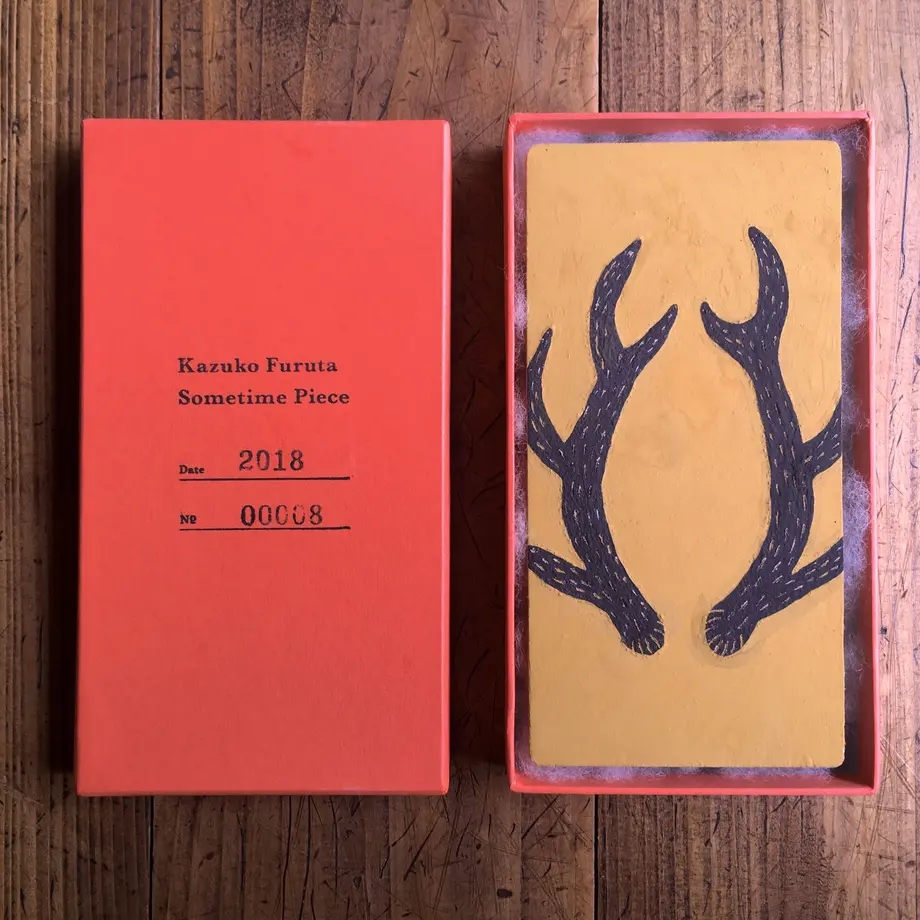 Kazuko Furuta
Sometime Piece
Date 2018
№ 00008